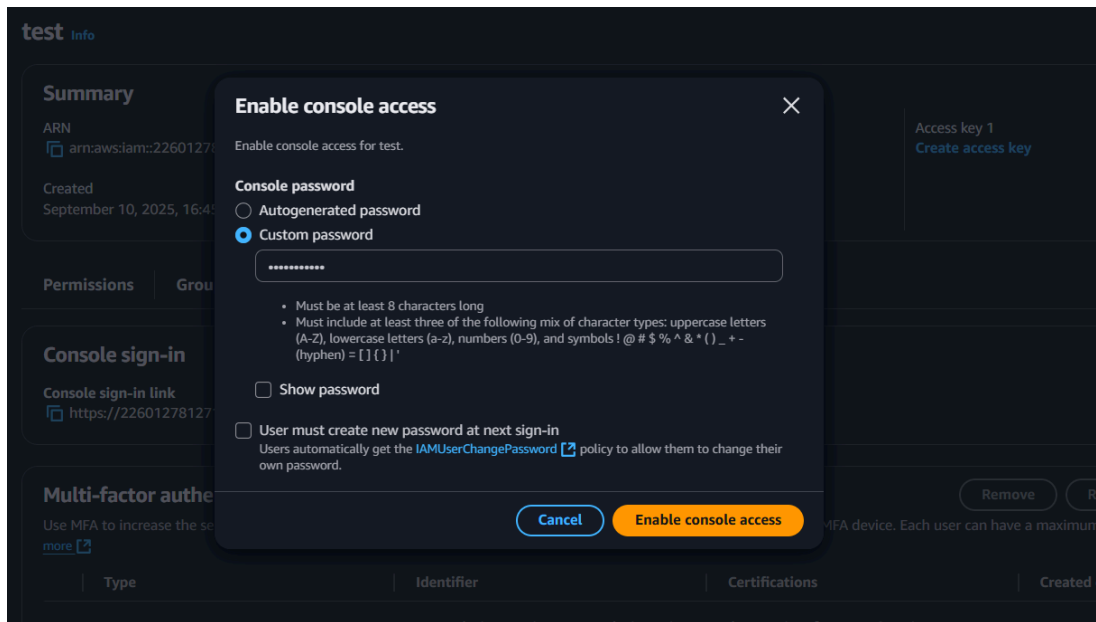 test Info
Summary
ARN
arn:aws:iam::22601278
Created
September 10, 2025, 16:45
Access key 1
Create access key
Enable console access
Enable console access for test.
Console password
Autogenerated password
Custom password
•••••••••••
• Must be at least 8 characters long
• Must include at least three of the following mix of character types: uppercase letters
(A-Z), lowercase letters (a-z), numbers (0-9), and symbols ! @ # $ % ^ & * ( ) _ + -
(hyphen) = [ ] { } | '
Show password
User must create new password at next sign-in
Users automatically get the IAMUserChangePassword policy to allow them to change their
own password.
Cancel
Enable console access
Permissions
Grou
Console sign-in
Console sign-in link
https://22601278127
Multi-factor authe
Remove
R
Use MFA to increase the se
MFA device. Each user can have a maximum
more
Type
Identifier
Certifications
Created